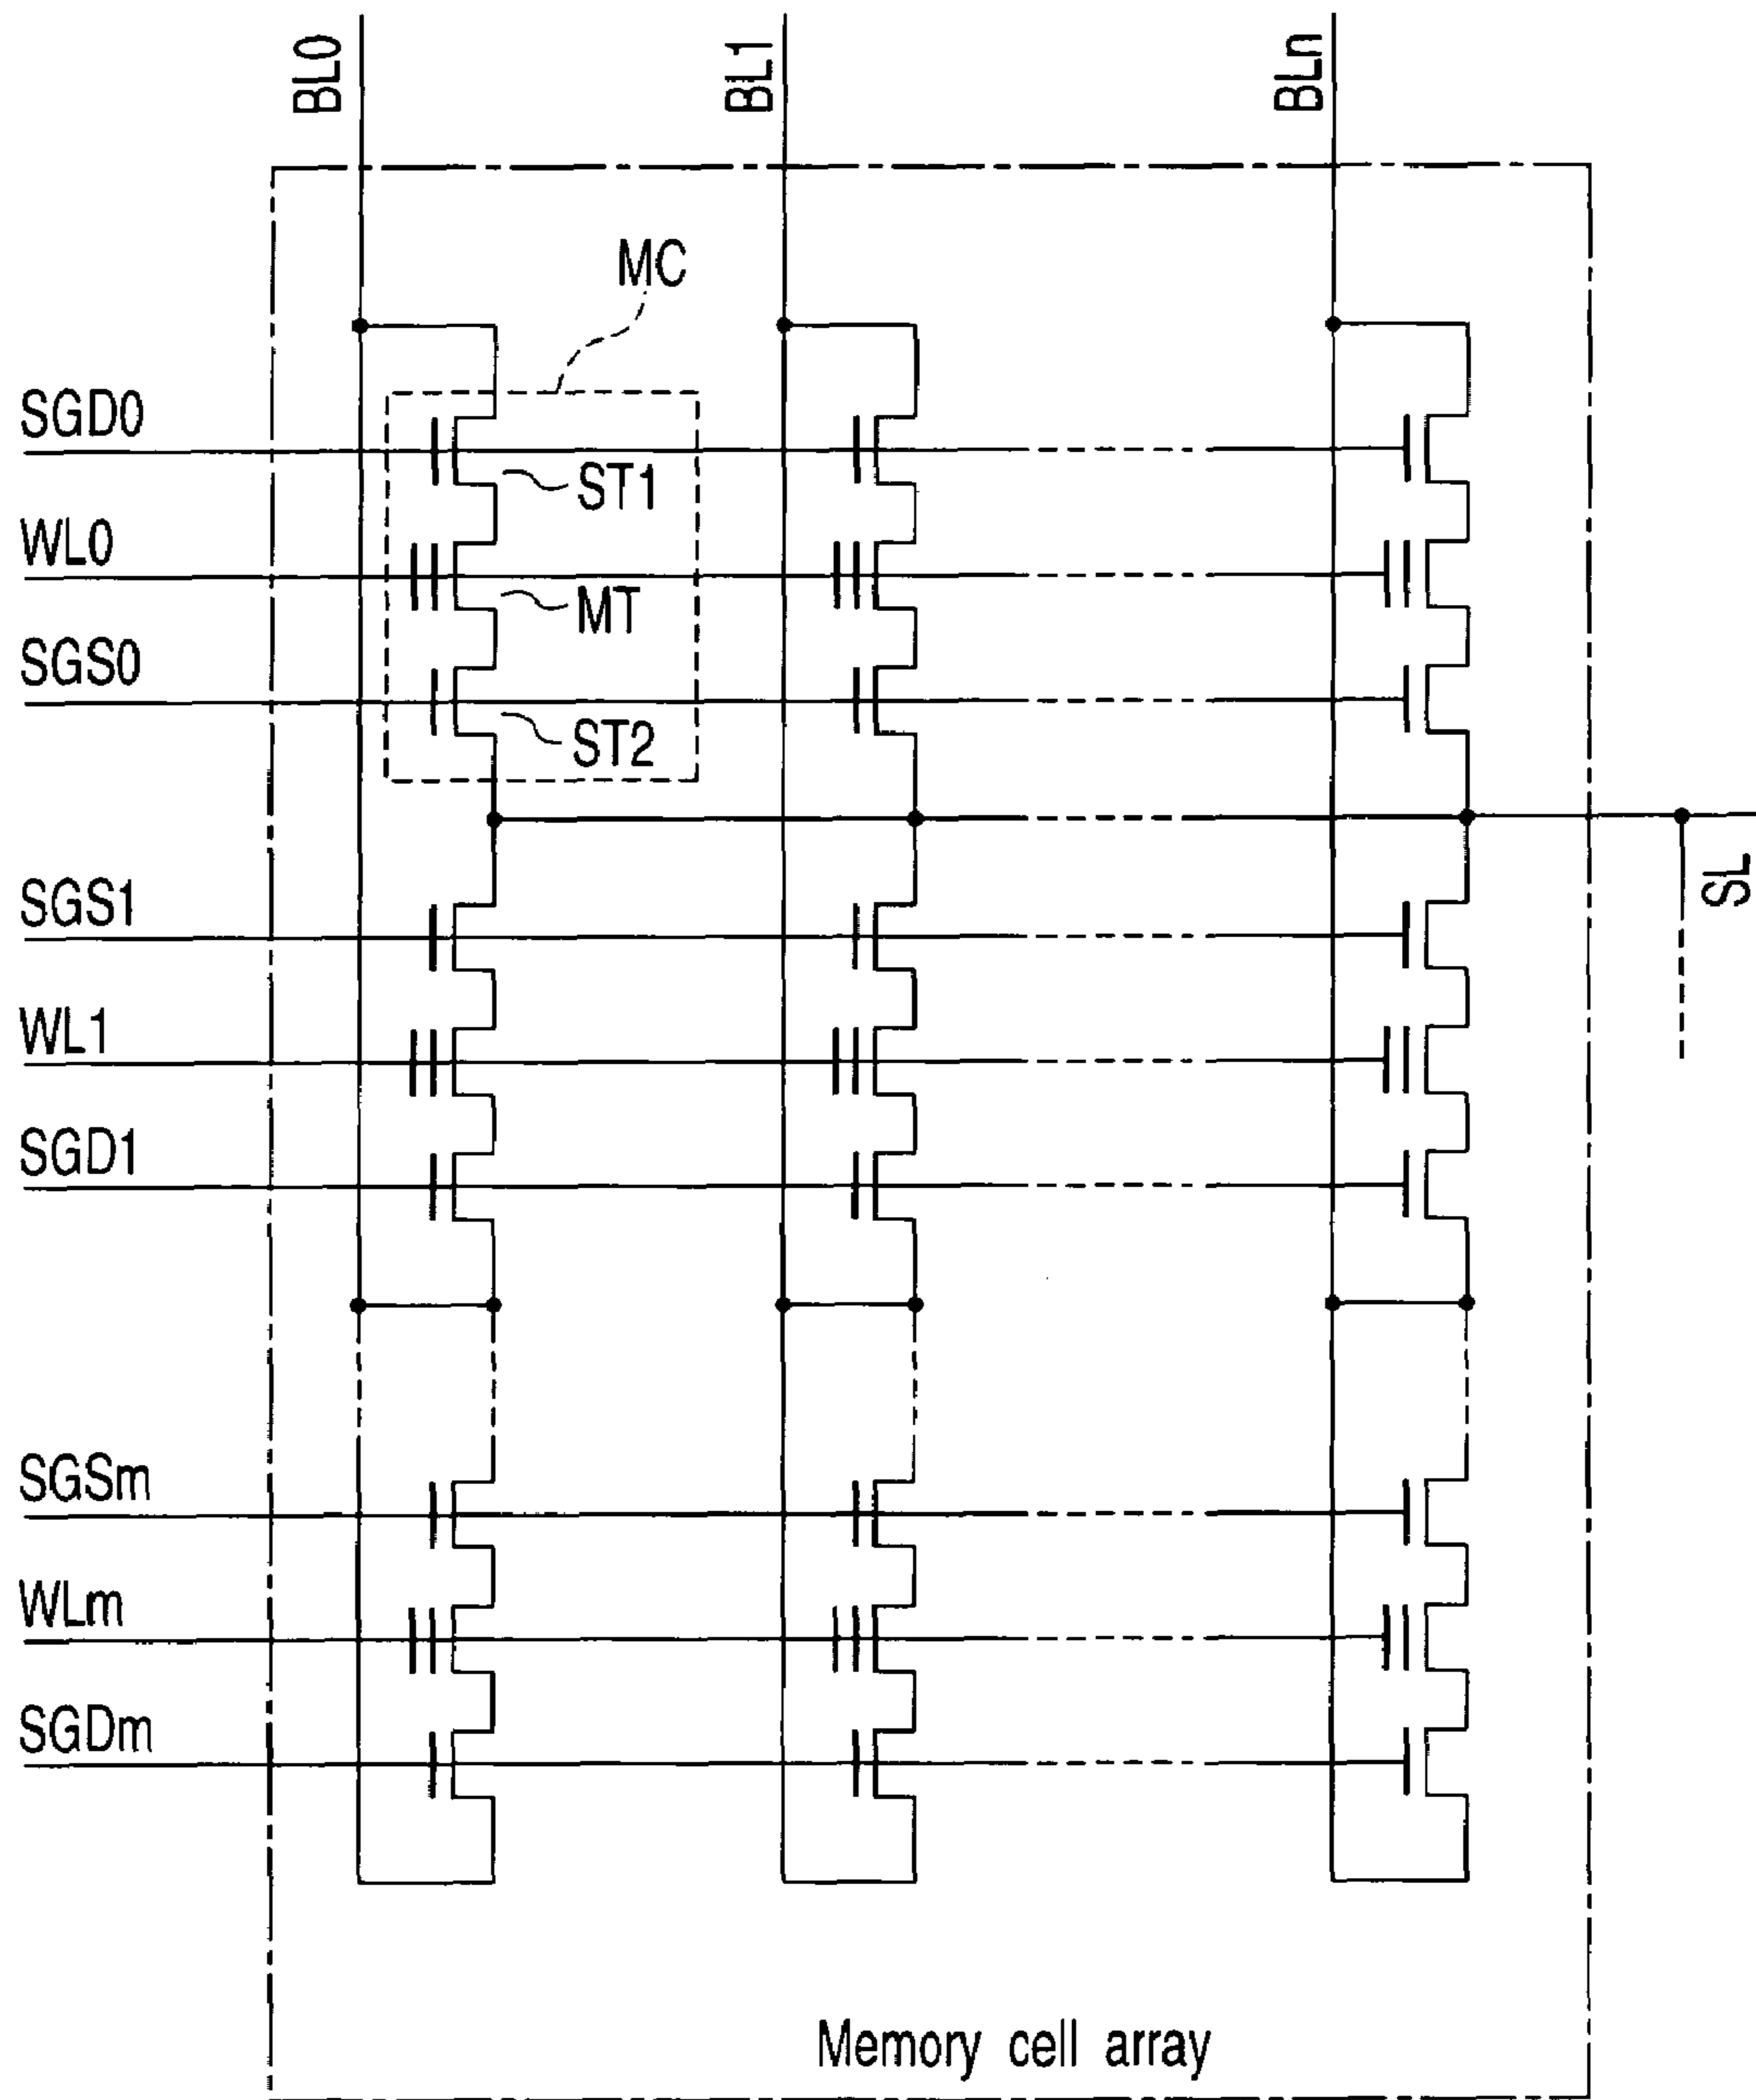 BL0
BL1
BLn
MC
SGD0
ST1
WL0
MT
SGS0
ST2
SL
SGS1
WL1
SGD1
SGSm
WLm
SGDm
Memory cell array